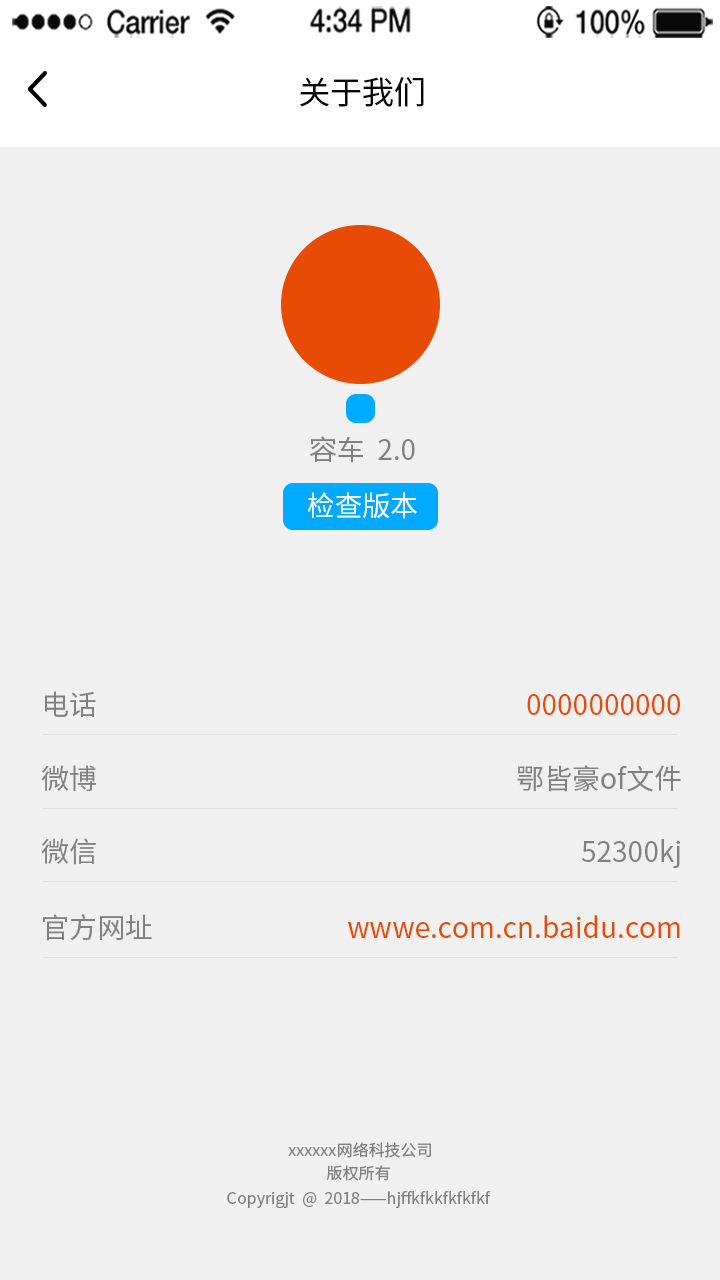 Carrier 4:34 PM 100%
关于我们
容车 2.0
检查版本
电话 0000000000
微博 鄂皆豪of文件
微信 52300kj
官方网址 wwwe.com.cn.baidu.com
xxxxxx网络科技公司
版权所有
Copyrigjt @ 2018——hjffkfkkfkfkfkf